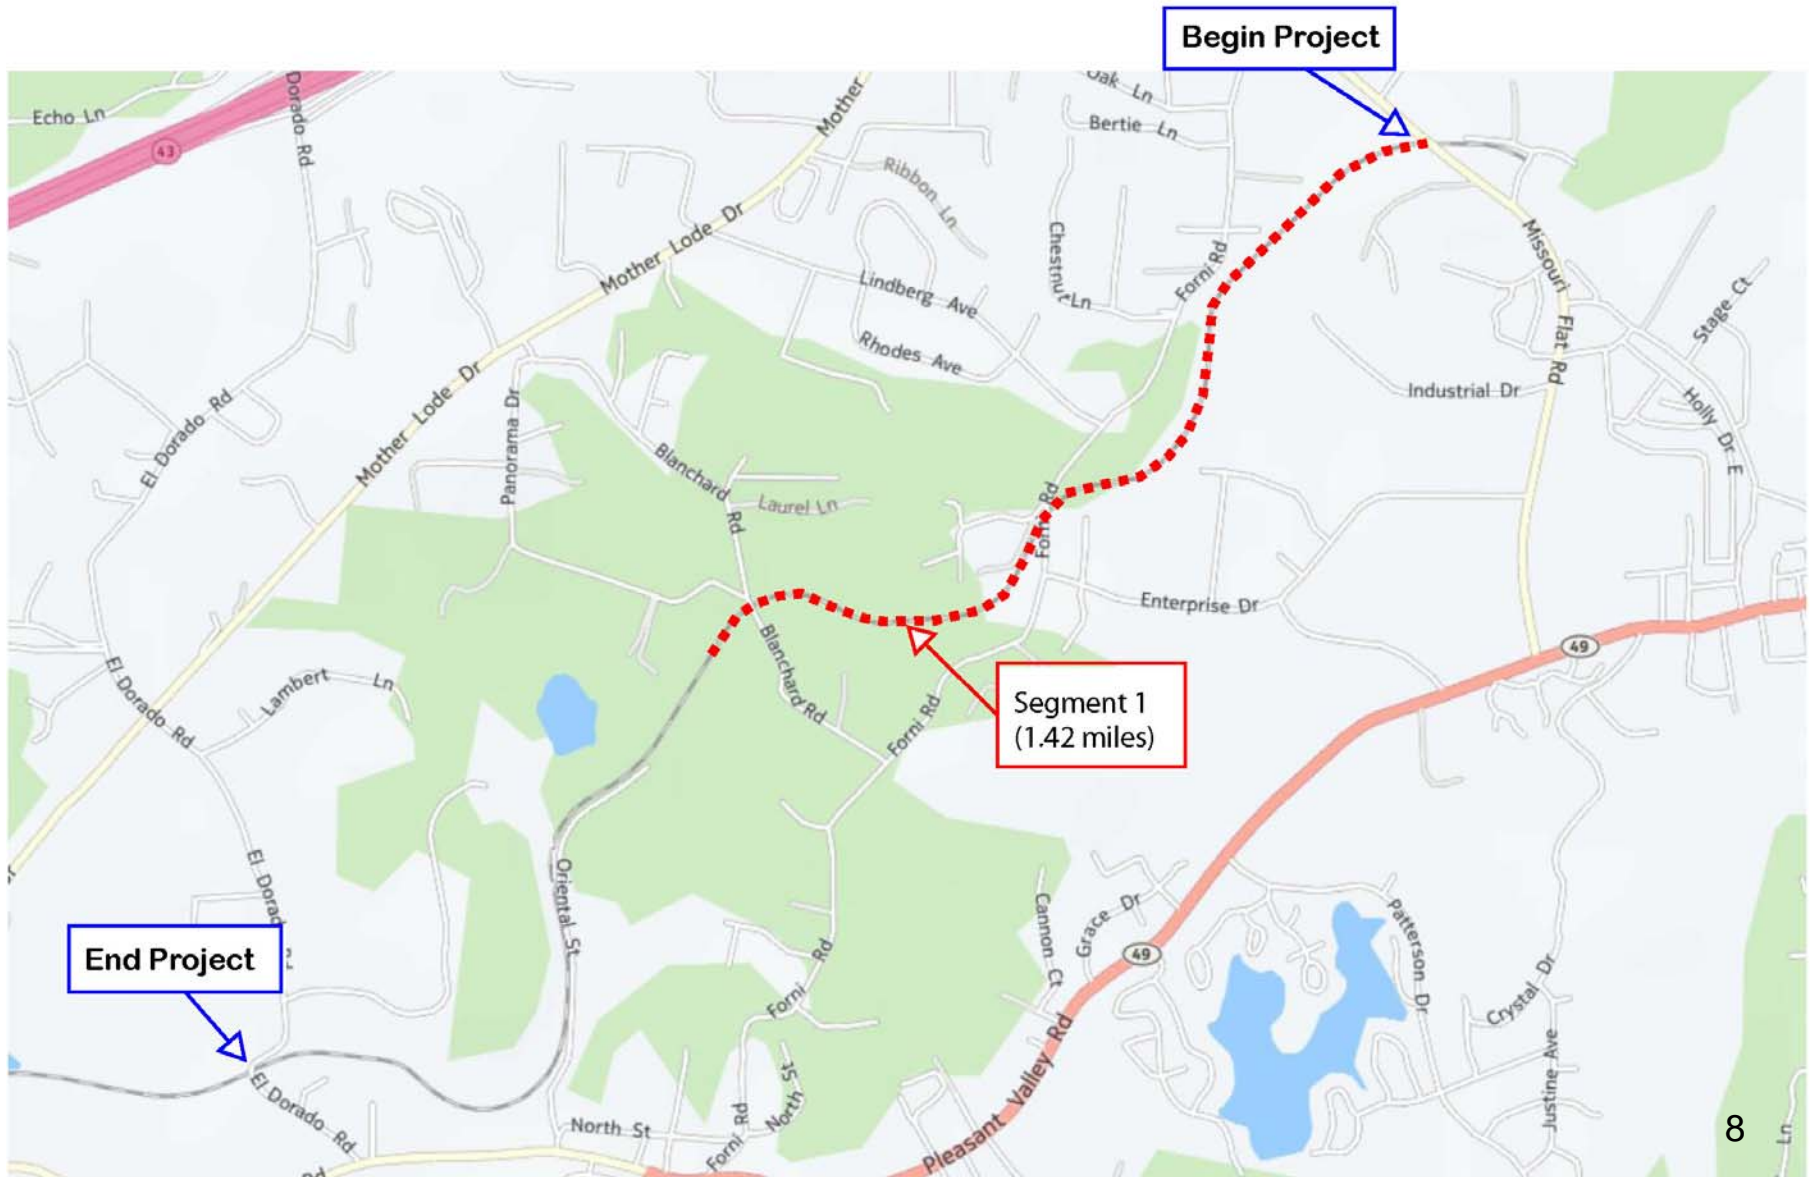 Begin Project
Oak Ln
Bertie Ln
Echo Ln
43
Dorado Rd
Mother
Ribbon Ln
Mother Lode Dr
Chestnut Ln
Forni Rd
Missouri Flat Rd
Lindberg Ave
Rhodes Ave
Stage Ct
Industrial Dr
Holly Dr E
El Dorado Rd
Mother Lode Dr
Panorama Dr
Blanchard Rd
Laurel Ln
Forni Rd
Enterprise Dr
49
El Dorado Rd
Lambert Ln
Blanchard Rd
Forni Rd
Segment 1
(1.42 miles)
El Dorad
Oriental St
Cannon Ct
Grace Dr
49
Patterson Dr
Crystal Dr
End Project
Forni Rd
El Dorado Rd
North St
Forni Rd
North St
Pleasant Valley Rd
Justine Ave
8
Ln
Rd